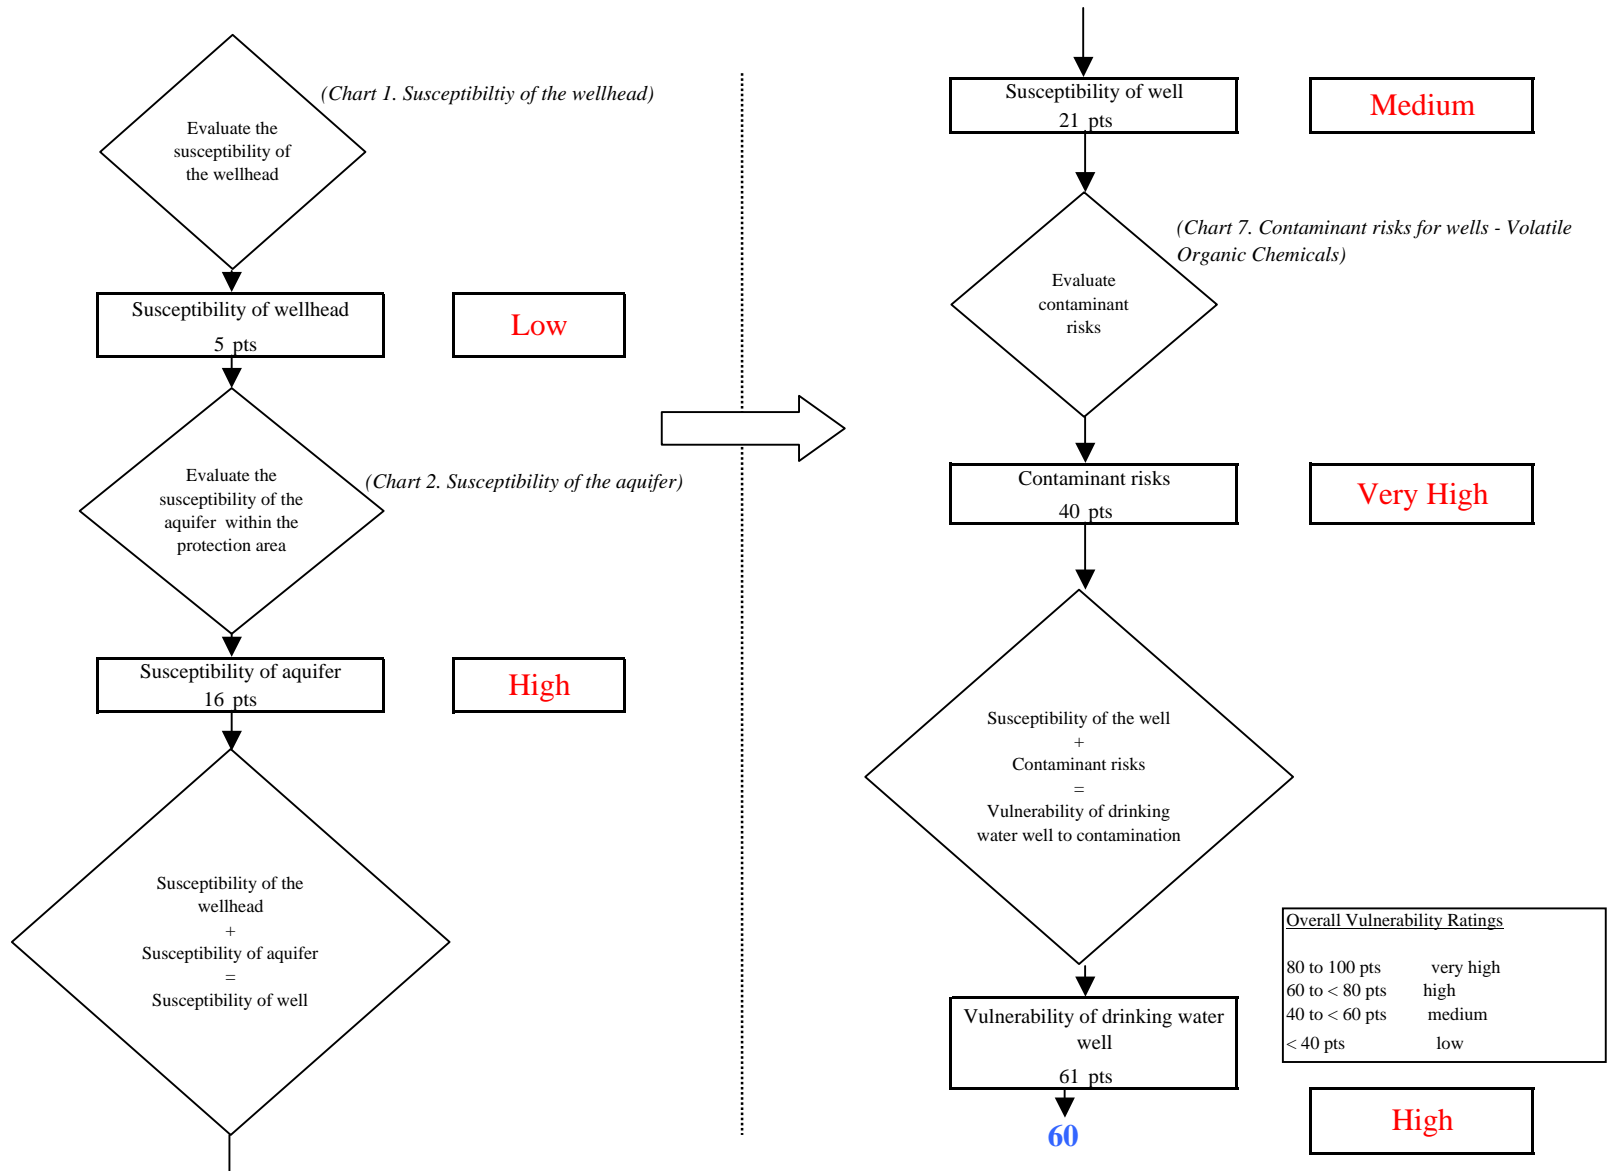 (Chart 1. Susceptibiltiy of the wellhead)
Evaluate the
susceptibility of
the wellhead
Susceptibility of wellhead
5 pts
Low
Evaluate the
susceptibility of the
aquifer within the
protection area
(Chart 2. Susceptibility of the aquifer)
Susceptibility of aquifer
16 pts
High
Susceptibility of the
wellhead
+
Susceptibility of aquifer
=
Susceptibility of well
Susceptibility of well
21 pts
Medium
(Chart 7. Contaminant risks for wells - Volatile
Organic Chemicals)
Evaluate
contaminant
risks
Contaminant risks
40 pts
Very High
Susceptibility of the well
+
Contaminant risks
=
Vulnerability of drinking
water well to contamination
Overall Vulnerability Ratings
80 to 100 pts very high
60 to < 80 pts high
40 to < 60 pts medium
< 40 pts low
Vulnerability of drinking water
well
61 pts
60
High